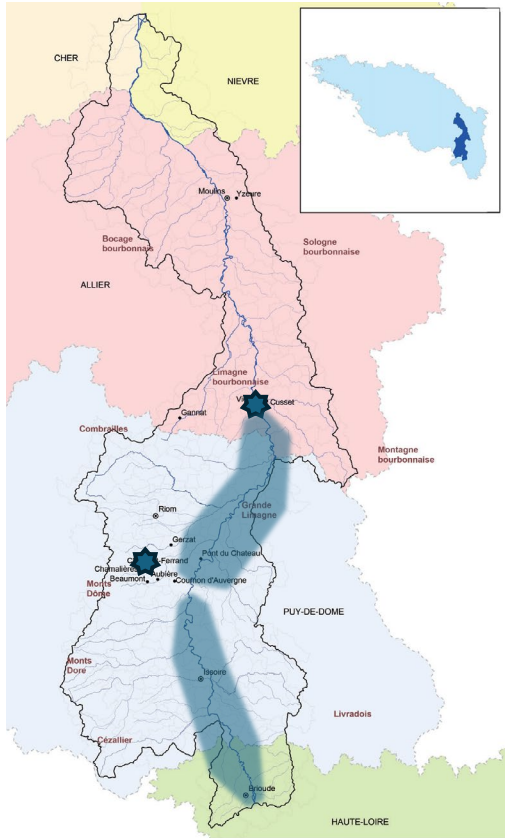 CHER
NIEVRE
Moulins
Yzeure
Bocage
bourbonnais
Sologne
bourbonnaise
ALLIER
Limagne
bourbonnaise
Cusset
Gannat
Combrailles
Montagne
bourbonnaise
Riom
Grande
Limagne
Gerzat
-Ferrand
Pont du Chateau
Chamalières
Aubière
Beaumont
Cournon d'Auvergne
Monts
Dôme
PUY-DE-DOME
Monts
Dore
Issoire
Livradois
Cézallier
Brioude
HAUTE-LOIRE